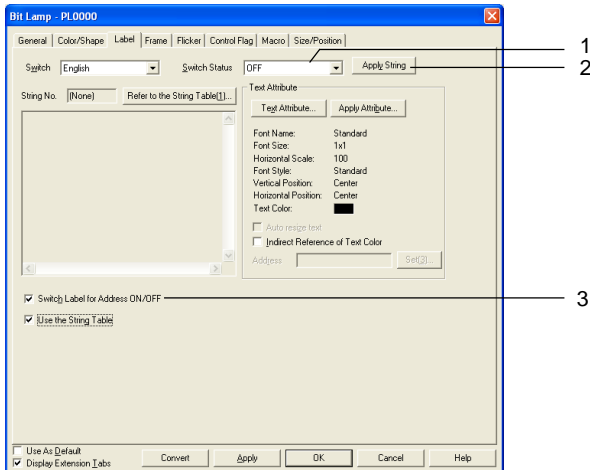 Bit Lamp - PL0000
General Color/Shape Label Frame Flicker Control Flag Macro Size/Position
1
Switch English Switch Status OFF Apply String
2
String No. (None) Refer to the String Table(1)...
Text Attribute
Text Attribute... Apply Attribute...
Font Name: Standard
Font Size: 1x1
Horizontal Scale: 100
Font Style: Standard
Vertical Position: Center
Horizontal Position: Center
Text Color:
Auto resize text
Indirect Reference of Text Color
Address Set(3)...
Switch Label for Address ON/OFF
3
Use the String Table
Use As Default
Display Extension Tabs
Convert Apply OK Cancel Help